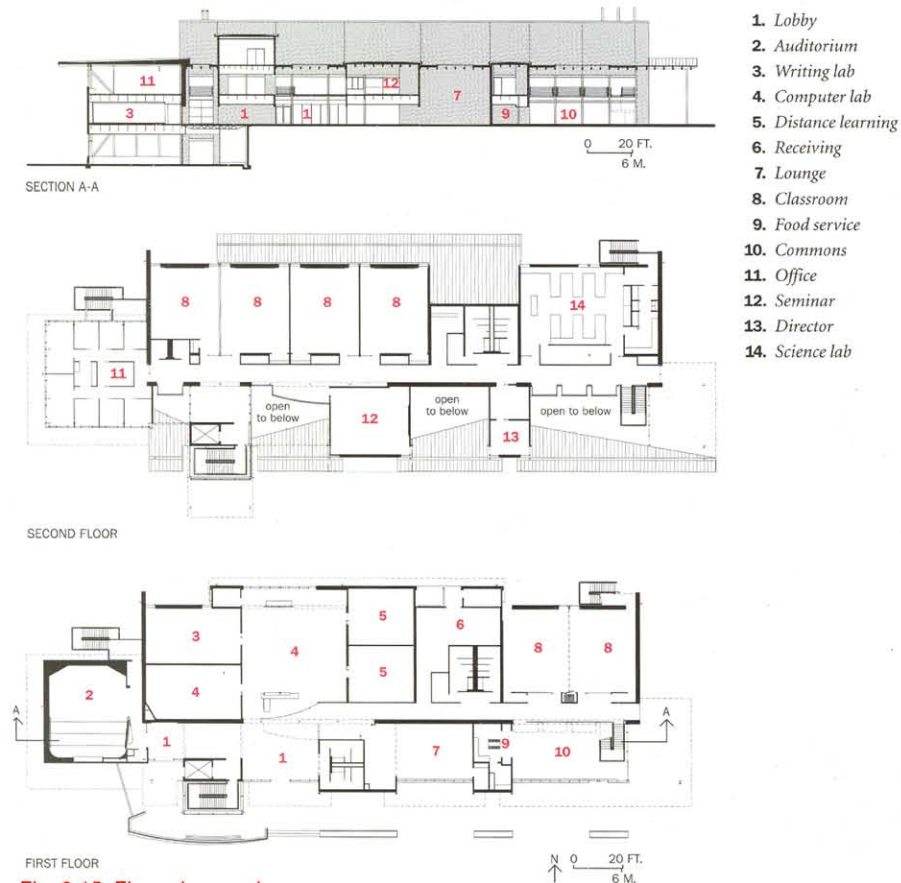 1. Lobby
2. Auditorium
3. Writing lab
4. Computer lab
5. Distance learning
6. Receiving
7. Lounge
8. Classroom
9. Food service
10. Commons
11. Office
12. Seminar
13. Director
14. Science lab
11
12
3
1
1
7
9
10
0 20 FT.
6 M.
SECTION A-A
8
8
8
8
14
11
open
to below
12
open
to below
open to below
13
SECOND FLOOR
3
5
6
4
8
8
5
2
4
A
A
1
1
7
9
10
FIRST FLOOR
N 0 20 FT.
6 M.